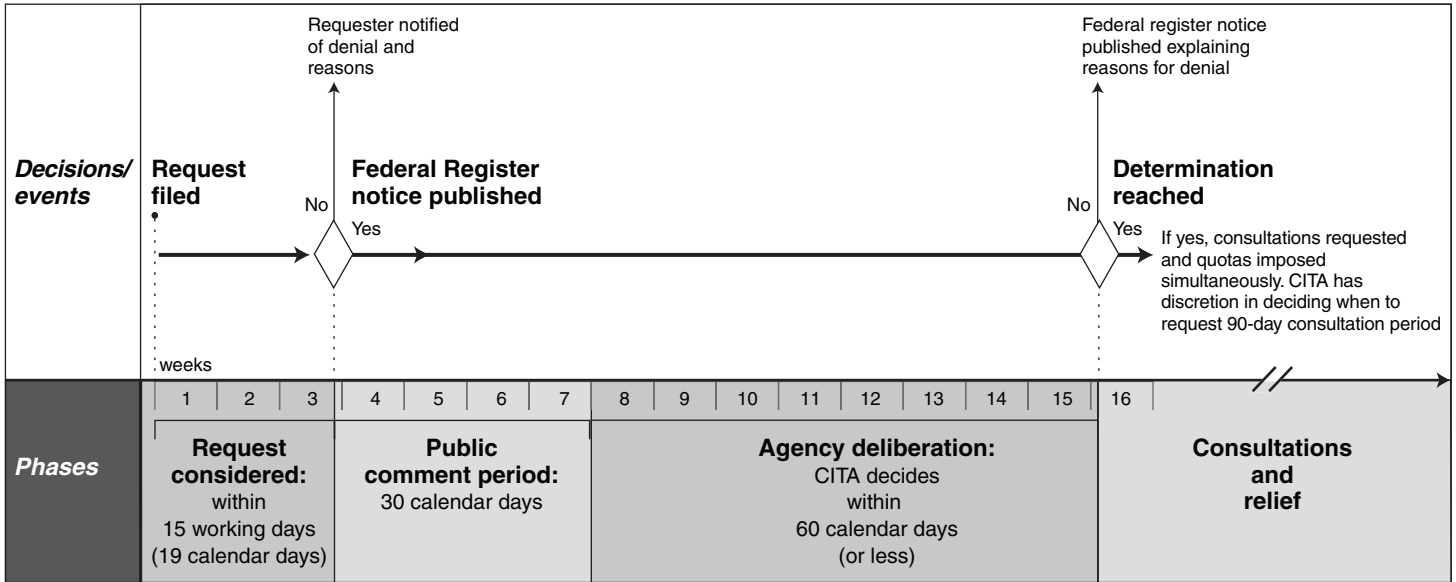 Requester notified
of denial and
reasons
Federal register notice
published explaining
reasons for denial
Decisions/
events
Request
filed
Federal Register
notice published
Determination
reached
No
Yes
No
Yes
If yes, consultations requested
and quotas imposed
simultaneously. CITA has
discretion in deciding when to
request 90-day consultation period
weeks
1 2 3 4 5 6 7 8 9 10 11 12 13 14 15 16
Phases
Request
considered:
within
15 working days
(19 calendar days)
Public
comment period:
30 calendar days
Agency deliberation:
CITA decides
within
60 calendar days
(or less)
Consultations
and
relief